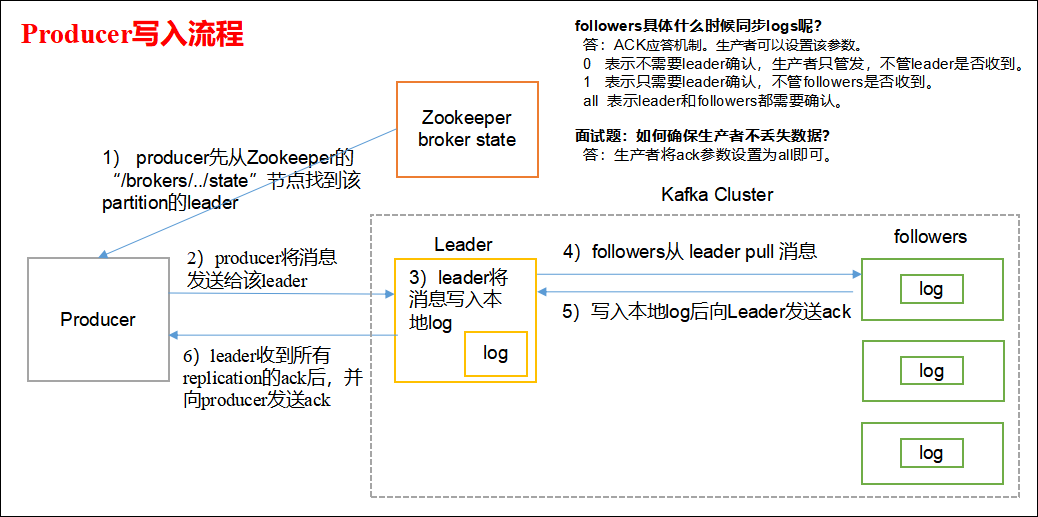 Producer写入流程
followers具体什么时候同步logs呢?
答：ACK应答机制。生产者可以设置该参数。
0 表示不需要leader确认，生产者只管发，不管leader是否收到。
1 表示只需要leader确认，不管followers是否收到。
all 表示leader和followers都需要确认。
面试题：如何确保生产者不丢失数据?
答：生产者将ack参数设置为all即可。
Zookeeper
broker state
1） producer先从Zookeeper的
“/brokers/../state”节点找到该
partition的leader
Kafka Cluster
Leader
followers
2）producer将消息
发送给该leader
3）leader将
消息写入本
地log
log
4）followers从 leader pull 消息
5）写入本地log后向Leader发送ack
Producer
6）leader收到所有
replication的ack后，并
向producer发送ack
log
log
log